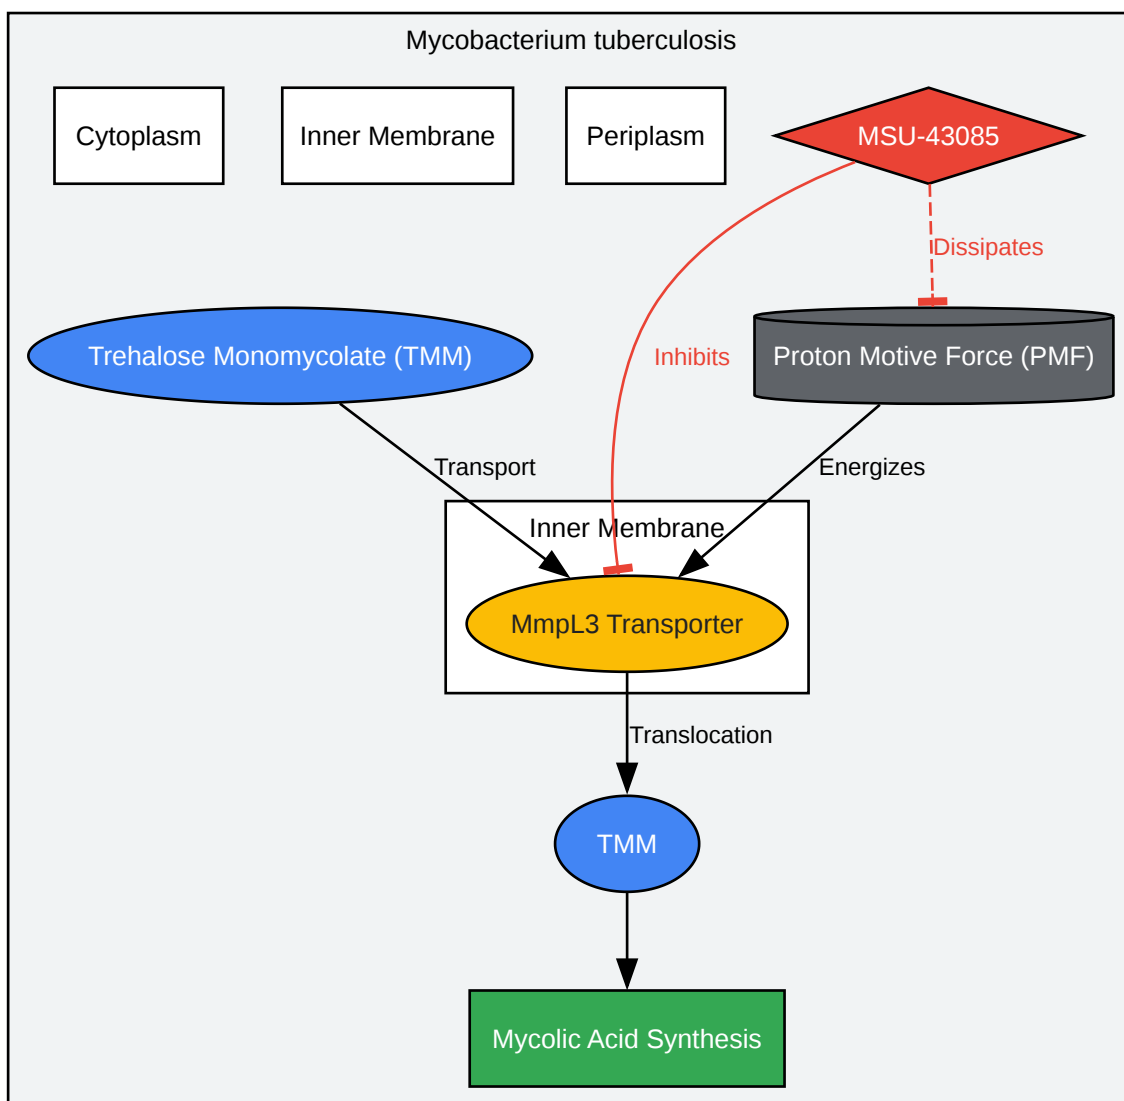 Mycobacterium tuberculosis
Cytoplasm
Inner Membrane
Periplasm
MSU-43085
Dissipates
Trehalose Monomycolate (TMM)
Inhibits
Proton Motive Force (PMF)
Transport
Energizes
Inner Membrane
MmpL3 Transporter
Translocation
TMM
Mycolic Acid Synthesis